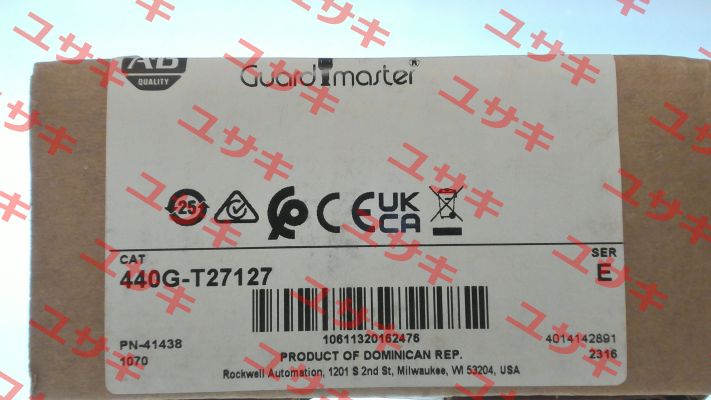 AB
QUALITY
Guardmaster®
25
UK
CA
CAT
SER
440G-T27127
E
PN-41438
10611320162476
4014142891
1070
PRODUCT OF DOMINICAN REP.
2316
Rockwell Automation, 1201 S 2nd St, Milwaukee, WI 53204, USA
ユサキ